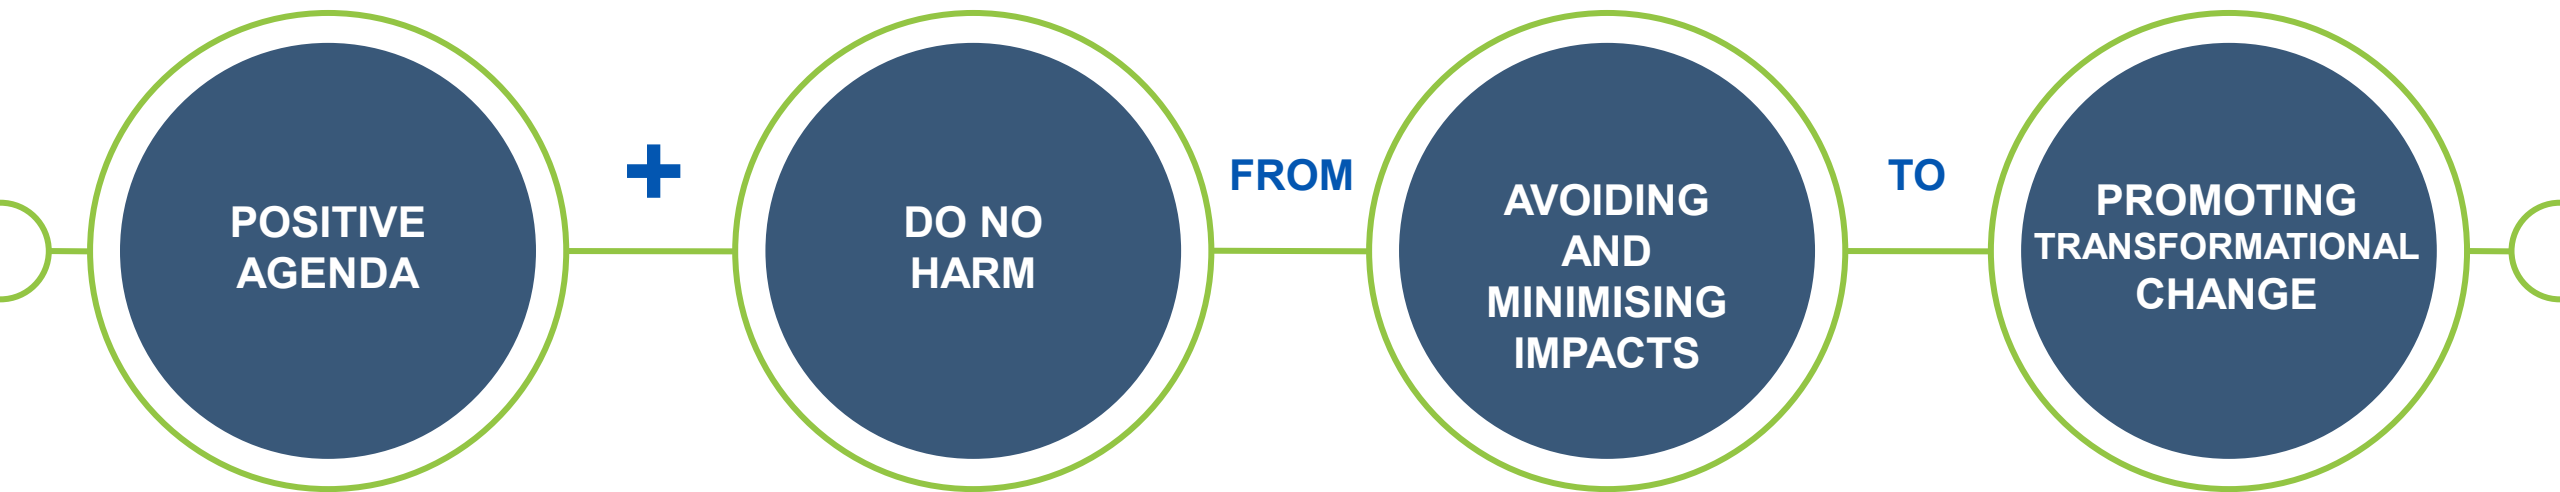 POSITIVE
AGENDA
+
DO NO
HARM
FROM
AVOIDING
AND
MINIMISING
IMPACTS
TO
PROMOTING
TRANSFORMATIONAL
CHANGE